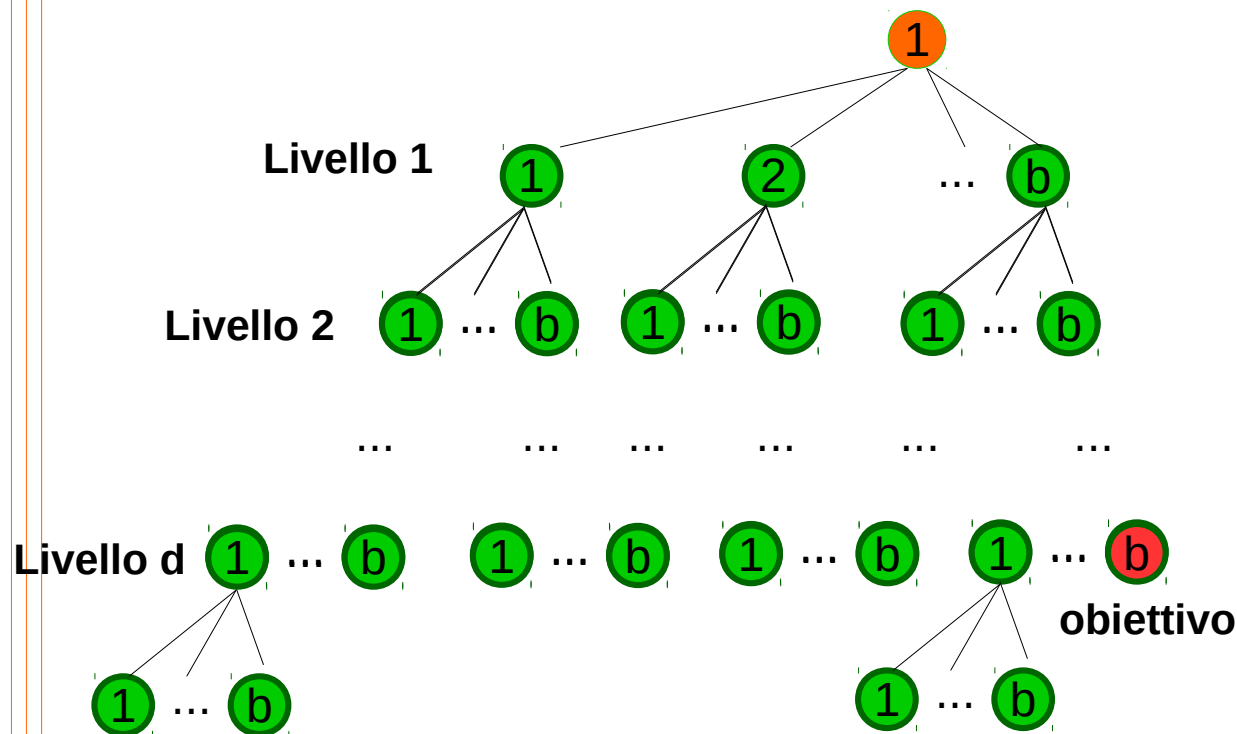 1
Livello 1 1 2 ... b
Livello 2 1 ... b 1 ... b 1 ... b
... ... ... ... ... ...
Livello d 1 ... b 1 ... b 1 ... b 1 ... b
obiettivo
1 ... b 1 ... b